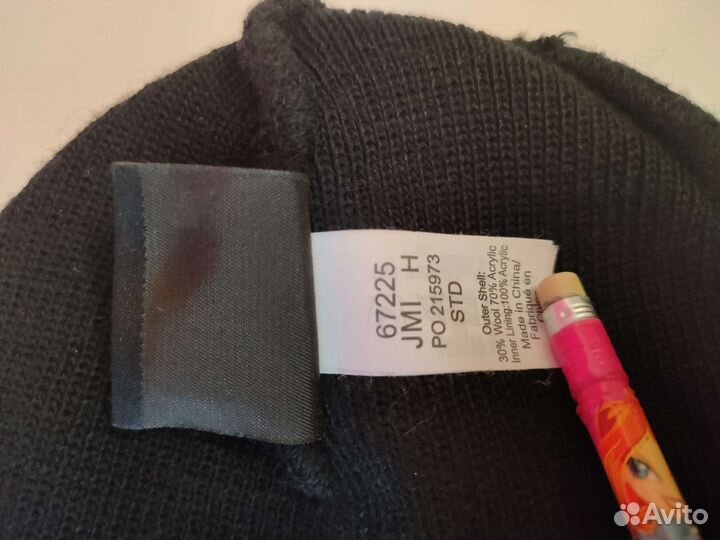 67225
JMI H
PO 215973
STD
Outer Shell:
30% Wool 70% Acrylic
Inner Lining:100% Acrylic
Made in China/
Fabriqué en
Avito